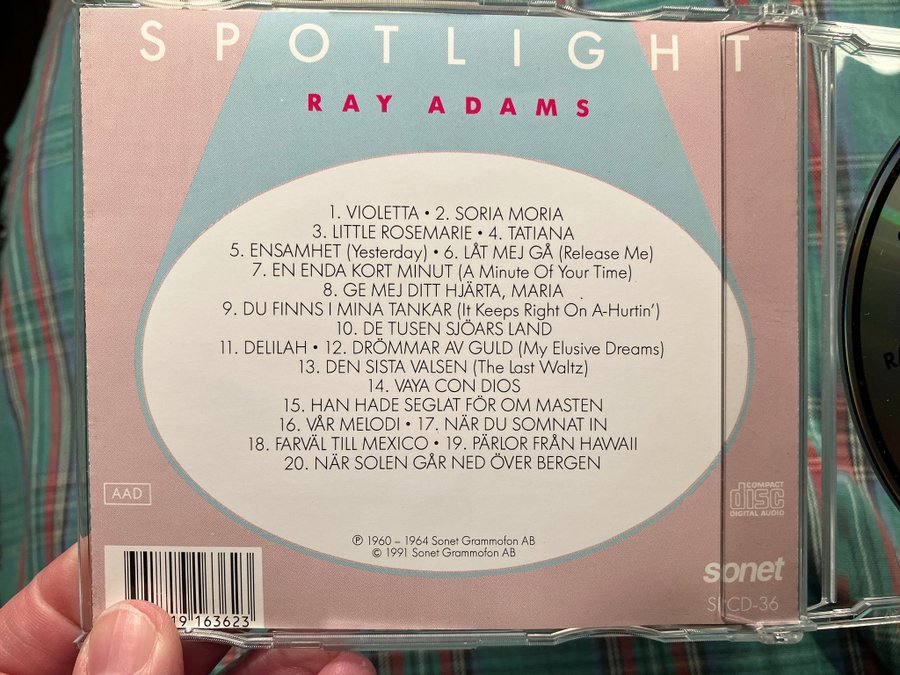 SPOTLIGHT
RAY ADAMS
1. VIOLETTA • 2. SORIA MORIA
3. LITTLE ROSEMARIE • 4. TATIANA
5. ENSAMHET (Yesterday) • 6. LÅT MEJ GÅ (Release Me)
7. EN ENDA KORT MINUT (A Minute Of Your Time)
8. GE MEJ DITT HJÄRTA, MARIA
9. DU FINNS I MINA TANKAR (It Keeps Right On A-Hurtin')
10. DE TUSEN SJÖARS LAND
11. DELILAH • 12. DRÖMMAR AV GULD (My Elusive Dreams)
13. DEN SISTA VALSEN (The Last Waltz)
14. VAYA CON DIOS
15. HAN HADE SEGLAT FÖR OM MASTEN
16. VÅR MELODI • 17. NÄR DU SOMNAT IN
18. FARVÄL TILL MEXICO • 19. PÄRLOR FRÅN HAWAII
20. NÄR SOLEN GÅR NED ÖVER BERGEN
AAD
COMPACT
disc
DIGITAL AUDIO
℗ 1960 – 1964 Sonet Grammofon AB
© 1991 Sonet Grammofon AB
sonet
SPCD-36
19 163623